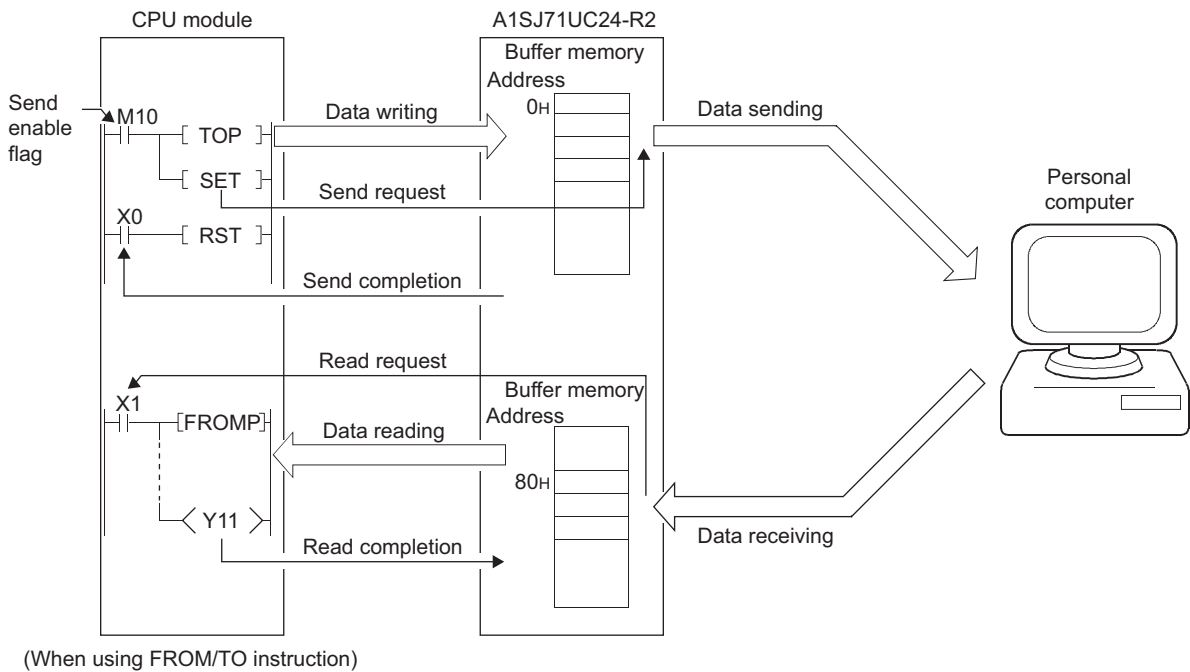 CPU module
A1SJ71UC24-R2
Buffer memory
Address
0H
Send
enable
flag
M10
TOP
Data writing
Data sending
SET
Send request
Personal
computer
X0
RST
Send completion
Read request
Buffer memory
Address
X1
FROMP
Data reading
80H
Y11
Data receiving
Read completion
(When using FROM/TO instruction)